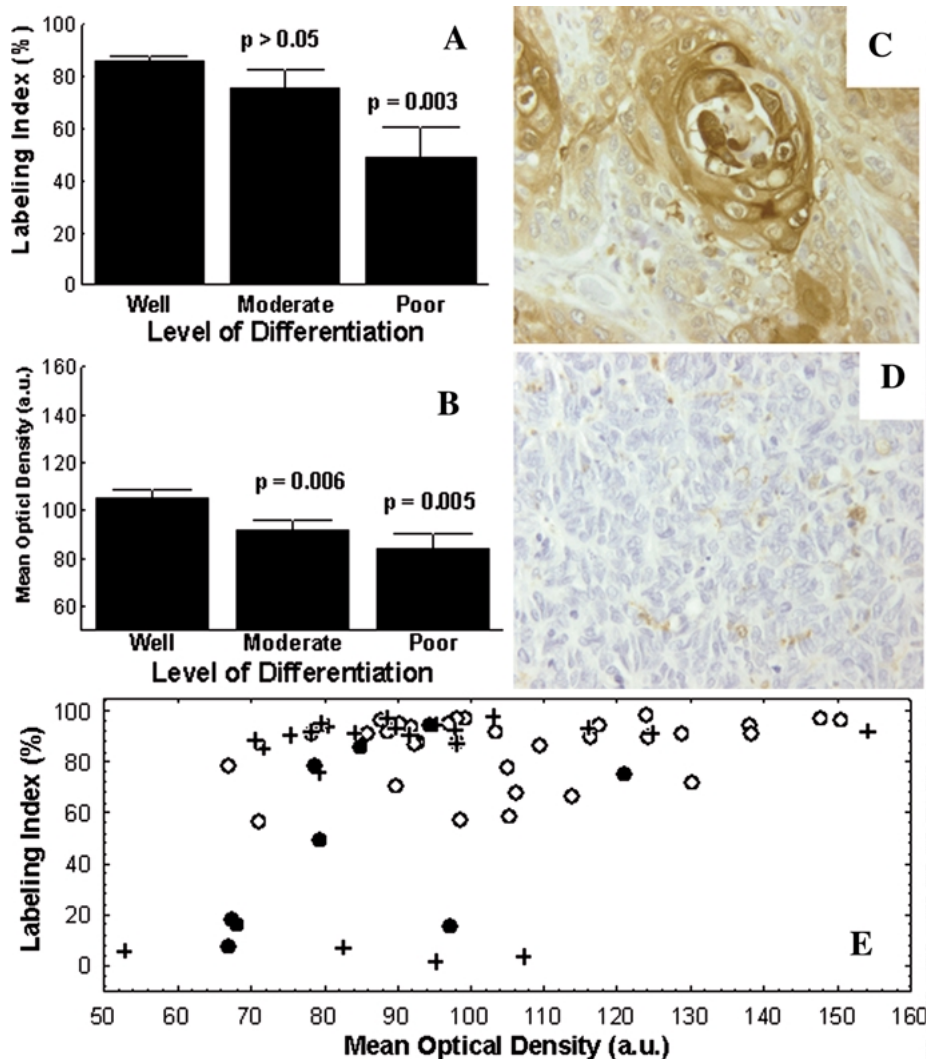 A
Labeling Index (%)
100
80
60
40
20
0
p > 0.05
p = 0.003
Well Moderate Poor
Level of Differentiation
B
Mean Opticl Density (a.u.)
160
140
120
100
80
60
p = 0.006
p = 0.005
Well Moderate Poor
Level of Differentiation
C
D
Labeling Index (%)
100
80
60
40
20
0
E
50 60 70 80 90 100 110 120 130 140 150 160
Mean Optical Density (a.u.)